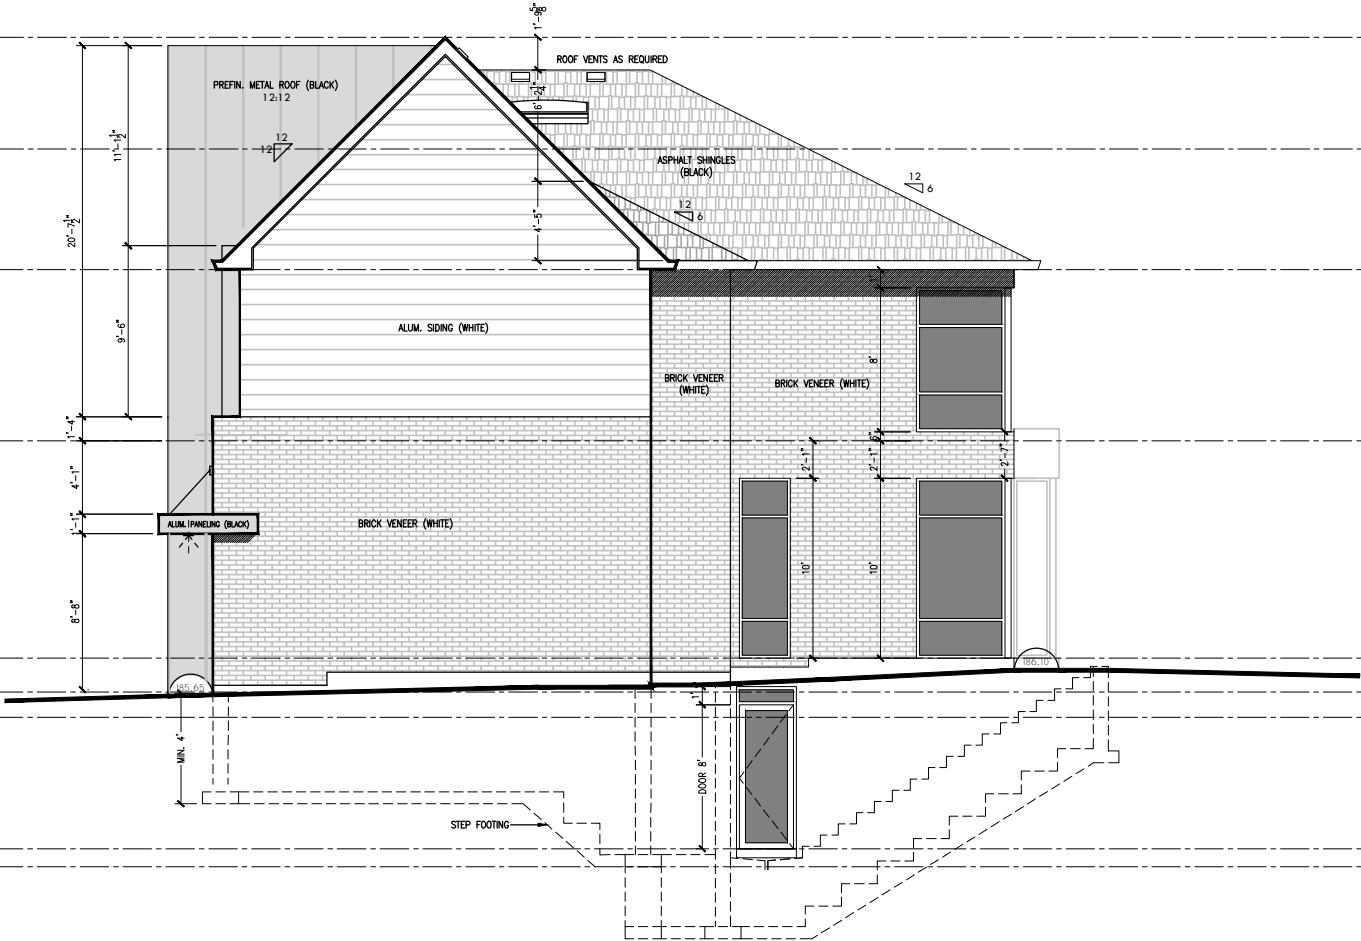 1'-9⅝"
ROOF VENTS AS REQUIRED
PREFIN. METAL ROOF (BLACK)
12:12
6'-2¼"
12
12
11'-1½"
ASPHALT SHINGLES
(BLACK)
12
6
12
6
4'-5"
20'-7½"
1'
9'-6"
ALUM. SIDING (WHITE)
8'
BRICK VENEER
(WHITE)
BRICK VENEER (WHITE)
1'-4"
6"
2'-1"
2'-1"
2'-7"
4'-1"
1'-1"
ALUM. PANELING (BLACK)
BRICK VENEER (WHITE)
10'
10'
8'-8"
185.65
186.10
1'
MIN. 4'
DOOR 8'
STEP FOOTING